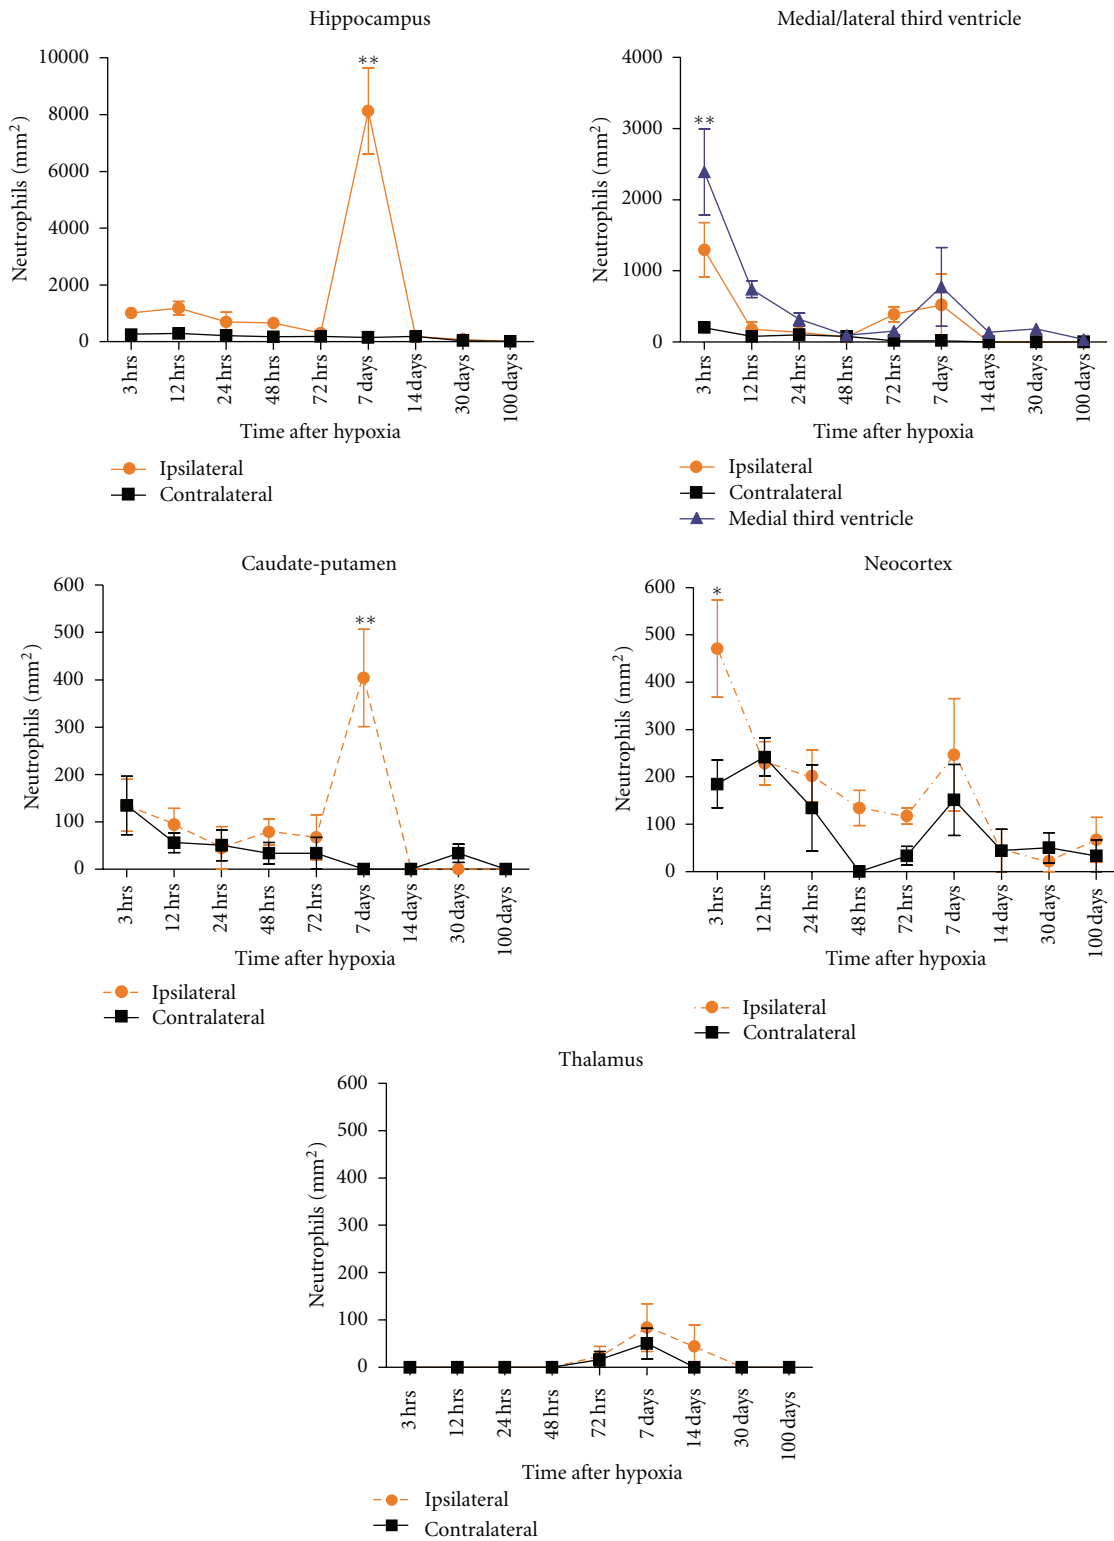 Hippocampus
10000
8000
6000
4000
2000
0
Neutrophils (mm²)
**
3 hrs
12 hrs
24 hrs
48 hrs
72 hrs
7 days
14 days
30 days
100 days
Time after hypoxia
Ipsilateral
Contralateral
Medial/lateral third ventricle
4000
3000
2000
1000
0
Neutrophils (mm²)
**
3 hrs
12 hrs
24 hrs
48 hrs
72 hrs
7 days
14 days
30 days
100 days
Time after hypoxia
Ipsilateral
Contralateral
Medial third ventricle
Caudate-putamen
600
500
400
300
200
100
0
Neutrophils (mm²)
**
3 hrs
12 hrs
24 hrs
48 hrs
72 hrs
7 days
14 days
30 days
100 days
Time after hypoxia
Ipsilateral
Contralateral
Neocortex
600
500
400
300
200
100
0
Neutrophils (mm²)
*
3 hrs
12 hrs
24 hrs
48 hrs
72 hrs
7 days
14 days
30 days
100 days
Time after hypoxia
Ipsilateral
Contralateral
Thalamus
600
500
400
300
200
100
0
Neutrophils (mm²)
3 hrs
12 hrs
24 hrs
48 hrs
72 hrs
7 days
14 days
30 days
100 days
Time after hypoxia
Ipsilateral
Contralateral